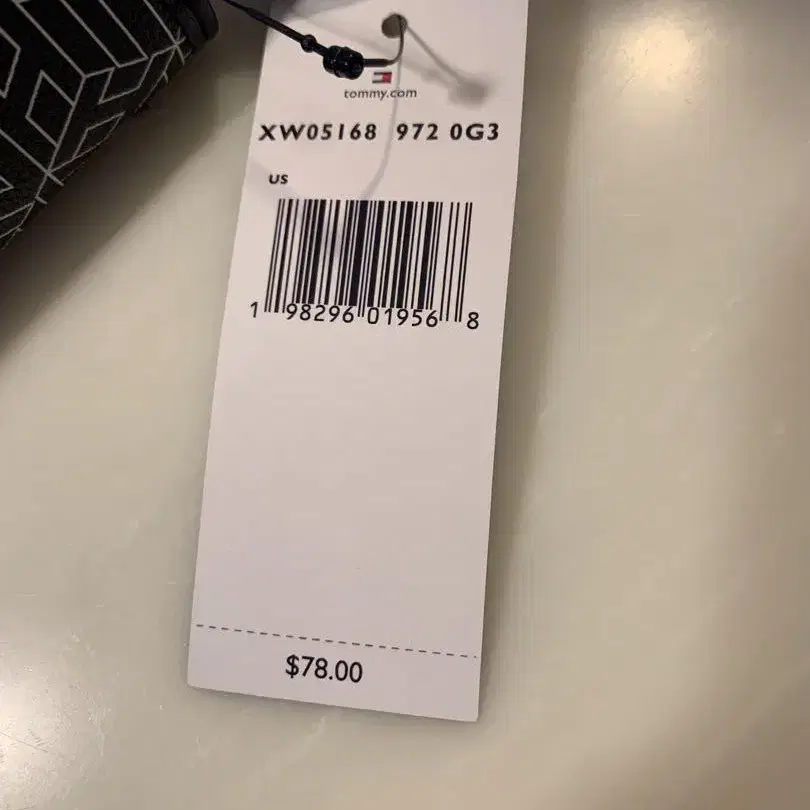 tommy.com
XW05168 972 0G3
US
1 98296 01956 8
$78.00